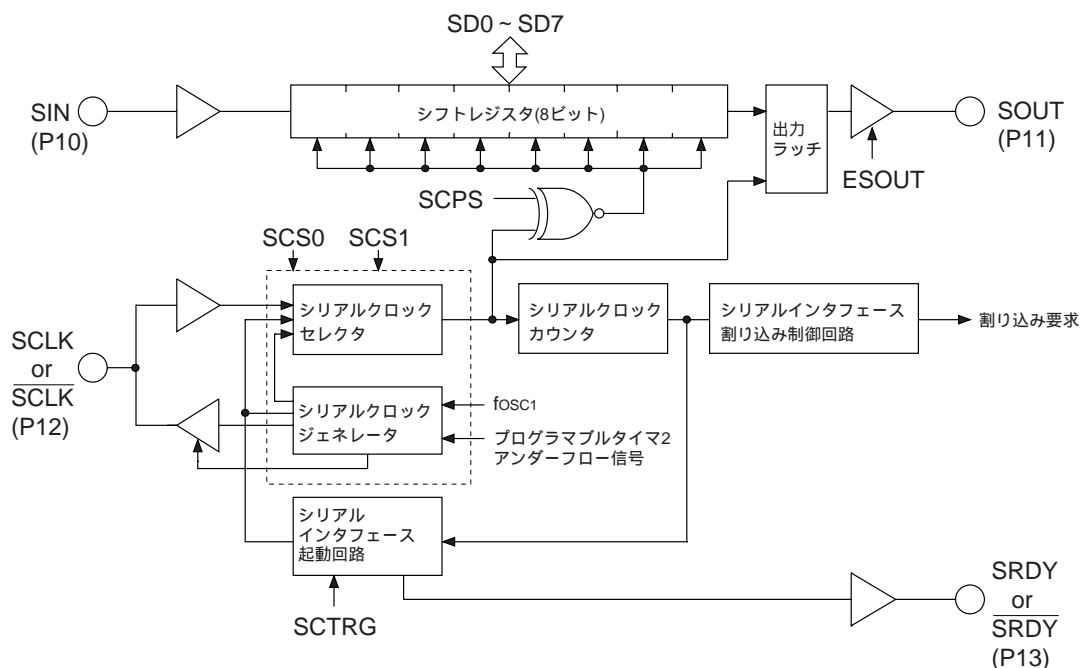 SD0 ~ SD7
SIN
(P10)
シフトレジスタ(8ビット)
出力
ラッチ
SOUT
(P11)
ESOUT
SCPS
SCS0
SCS1
シリアルクロック
セレクタ
シリアルクロック
カウンタ
シリアルインタフェース
割り込み制御回路
割り込み要求
SCLK
or
SCLK
(P12)
シリアルクロック
ジェネレータ
fOSC1
プログラマブルタイマ2
アンダーフロー信号
シリアル
インタフェース
起動回路
SCTRG
SRDY
or
SRDY
(P13)